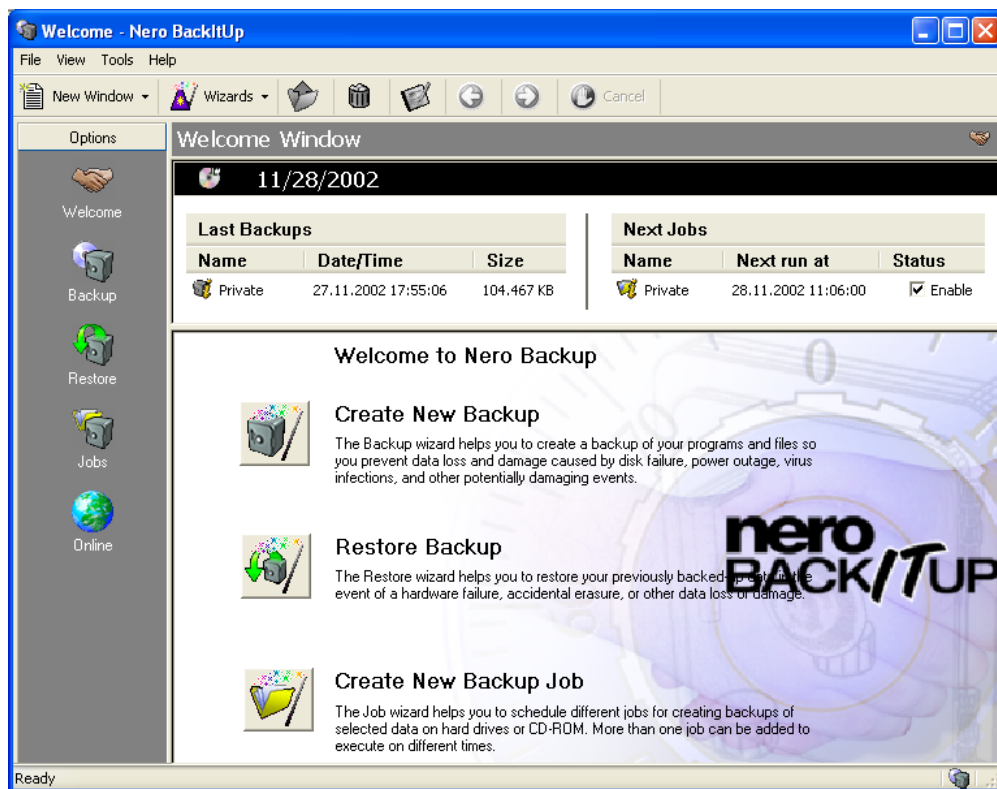 Welcome - Nero BackItUp
File View Tools Help
New Window Wizards Cancel
Options
Welcome Window
11/28/2002
Welcome
Backup
Restore
Jobs
Online
Last Backups
Name Date/Time Size
Private 27.11.2002 17:55:06 104.467 KB
Next Jobs
Name Next run at Status
Private 28.11.2002 11:06:00 Enable
Welcome to Nero Backup
Create New Backup
The Backup wizard helps you to create a backup of your programs and files so
you prevent data loss and damage caused by disk failure, power outage, virus
infections, and other potentially damaging events.
Restore Backup
The Restore wizard helps you to restore your previously backed-up data in the
event of a hardware failure, accidental erasure, or other data loss or damage.
nero
BACK IT UP
Create New Backup Job
The Job wizard helps you to schedule different jobs for creating backups of
selected data on hard drives or CD-ROM. More than one job can be added to
execute on different times.
0
Ready